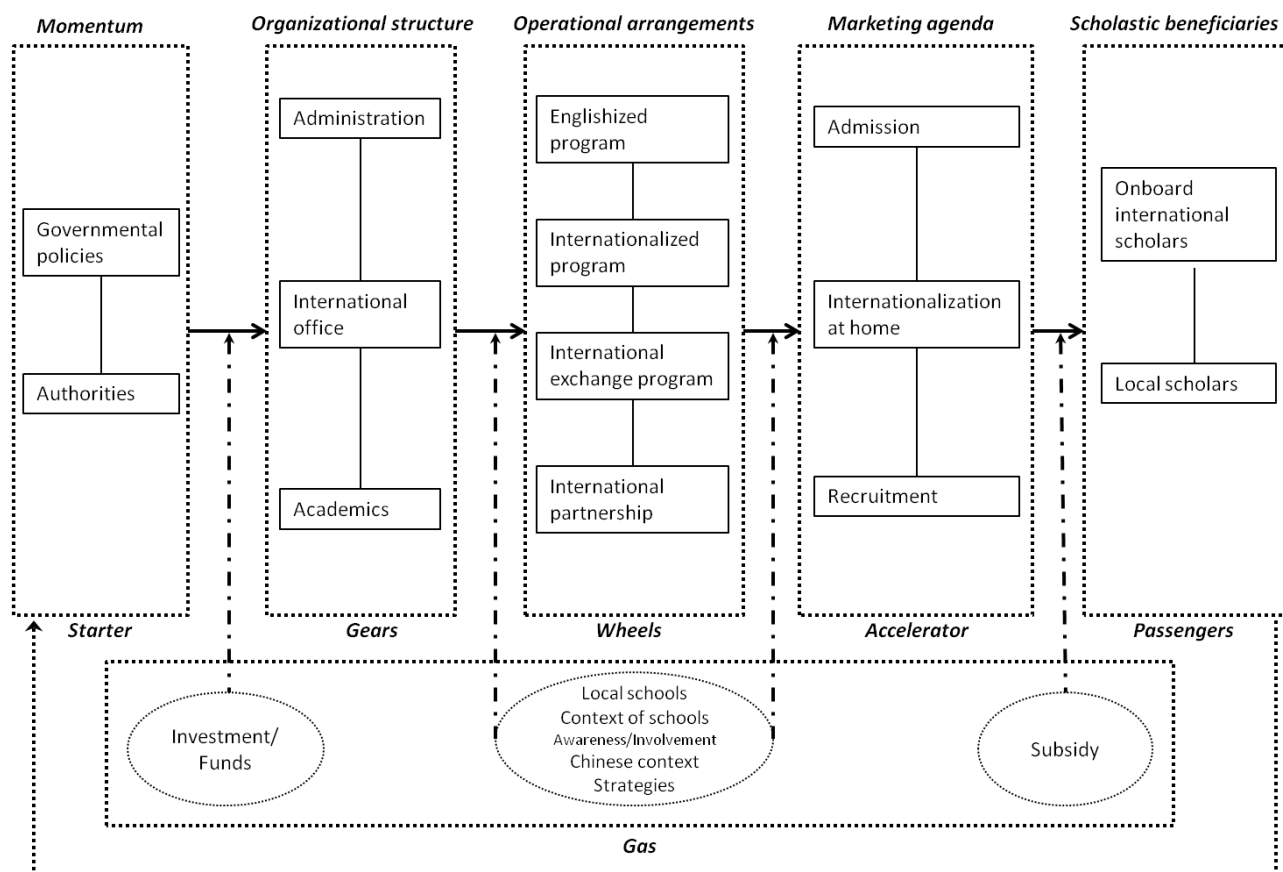 Momentum
Organizational structure
Operational arrangements
Marketing agenda
Scholastic beneficiaries
Governmental
policies
Authorities
Administration
International
office
Academics
Englishized
program
Internationalized
program
International
exchange program
International
partnership
Admission
Internationalization
at home
Recruitment
Onboard
international
scholars
Local scholars
Starter
Gears
Wheels
Accelerator
Passengers
Investment/
Funds
Local schools
Context of schools
Awareness/Involvement
Chinese context
Strategies
Subsidy
Gas